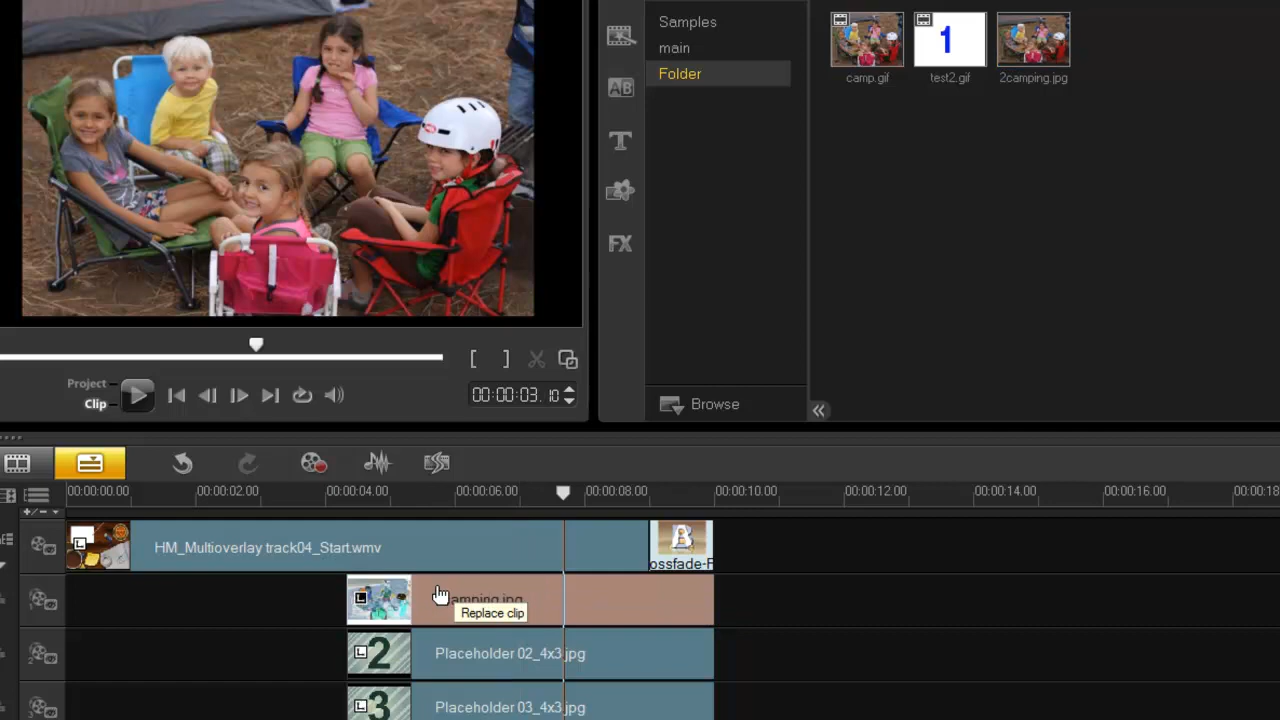 Samples
main
Folder
1
camp.gif
test2.gif
2camping.jpg
AB
T
FX
Browse
Project
Clip
[ ]
00:00:03. 10
00:00:00.00
00:00:02.00
00:00:04.00
00:00:06.00
00:00:08.00
00:00:10.00
00:00:12.00
00:00:14.00
00:00:16.00
00:00:18
HM_Multioverlay track04_Start.wmv
B
ossfade-F
amping.jpg
Replace clip
2
Placeholder 02_4x3.jpg
3
Placeholder 03_4x3.jpg